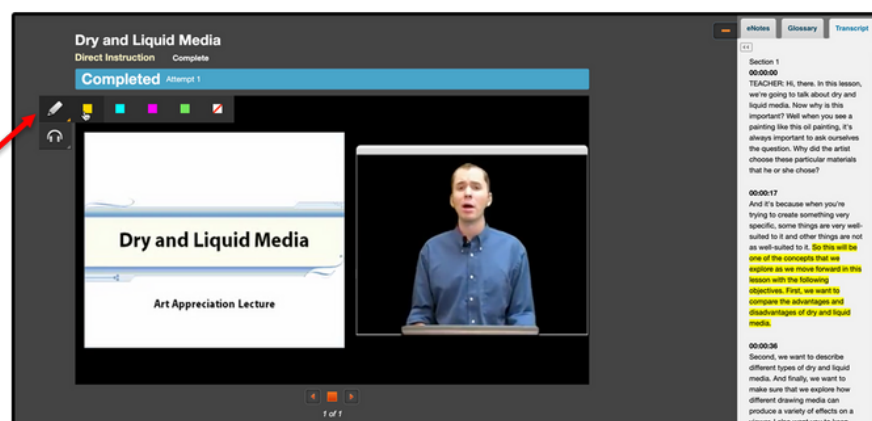 Dry and Liquid Media
Direct Instruction Complete
Completed Attempt 1
Dry and Liquid Media
Art Appreciation Lecture
1 of 1
eNotes Glossary Transcript
Section 1
00:00:00
TEACHER: Hi, there. In this lesson,
we're going to talk about dry and
liquid media. Now why is this
important? Well when you see a
painting like this oil painting, it's
always important to ask ourselves
the question. Why did the artist
choose these particular materials
that he or she chose?
00:00:17
And it's because when you're
trying to create something very
specific, some things are very well-
suited to it and other things are not
as well-suited to it. So this will be
one of the concepts that we
explore as we move forward in this
lesson with the following
objectives. First, we want to
compare the advantages and
disadvantages of dry and liquid
media.
00:00:36
Second, we want to describe
different types of dry and liquid
media. And finally, we want to
make sure that we explore how
different drawing media can
produce a variety of effects on a